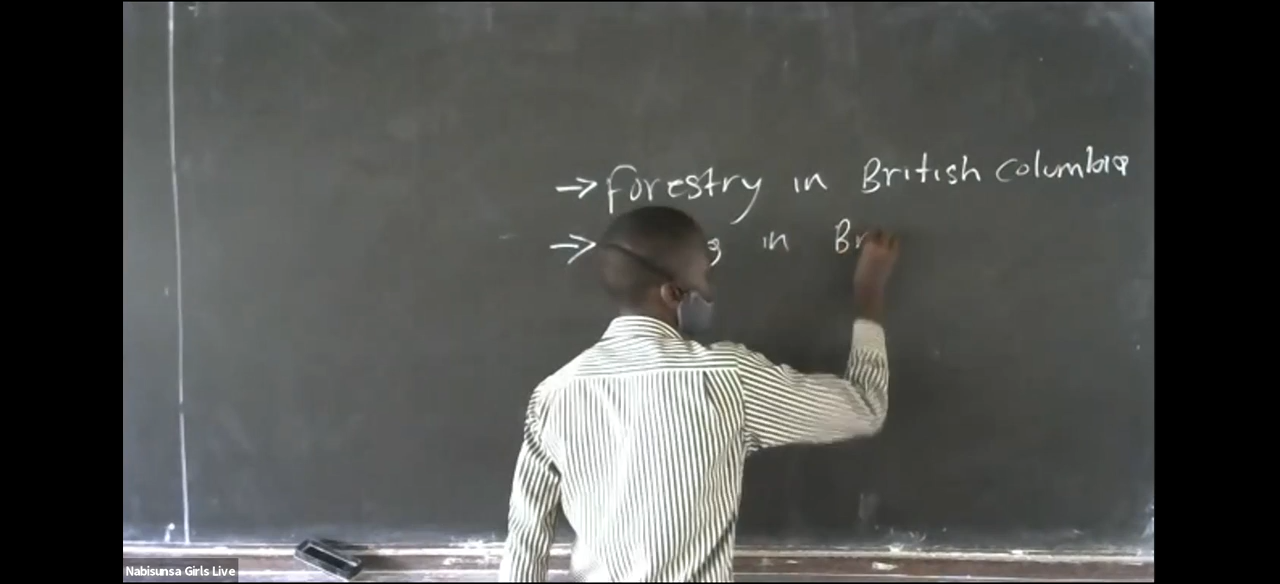 → Forestry in British Columbia
→ in Br
Nabisunsa Girls Live